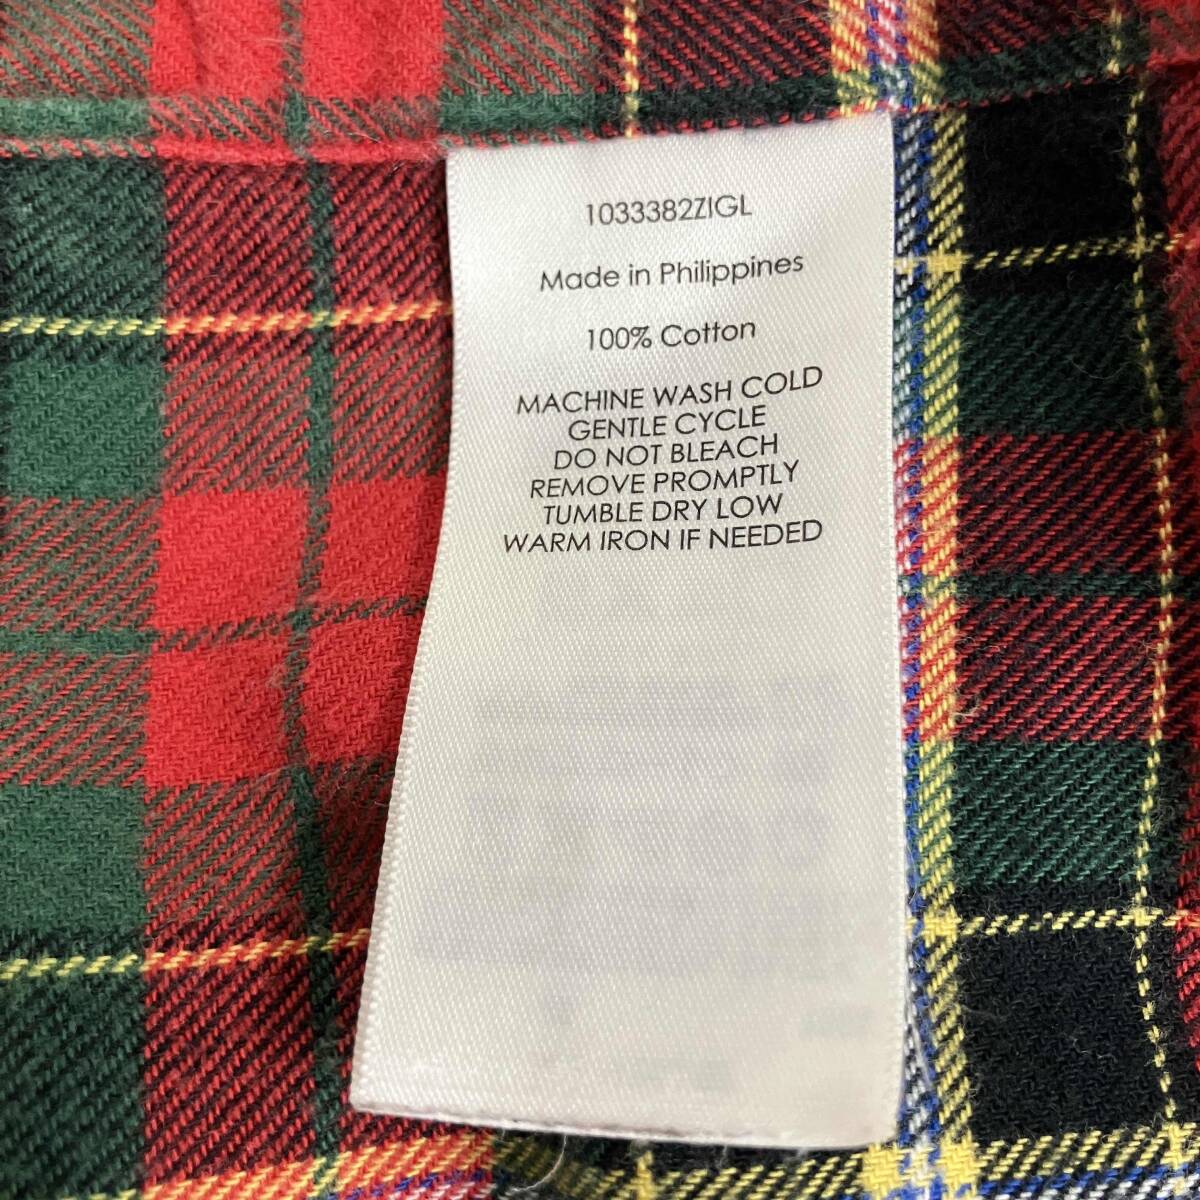 1033382ZIGL
Made in Philippines
100% Cotton
MACHINE WASH COLD
GENTLE CYCLE
DO NOT BLEACH
REMOVE PROMPTLY
TUMBLE DRY LOW
WARM IRON IF NEEDED